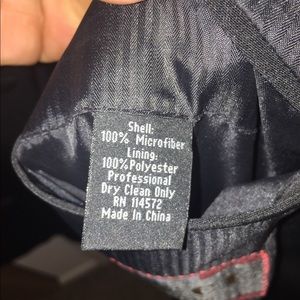 Shell:
100% Microfiber
Lining:
100%Polyester
Professional
Dry Clean Only
RN 114572
Made In China